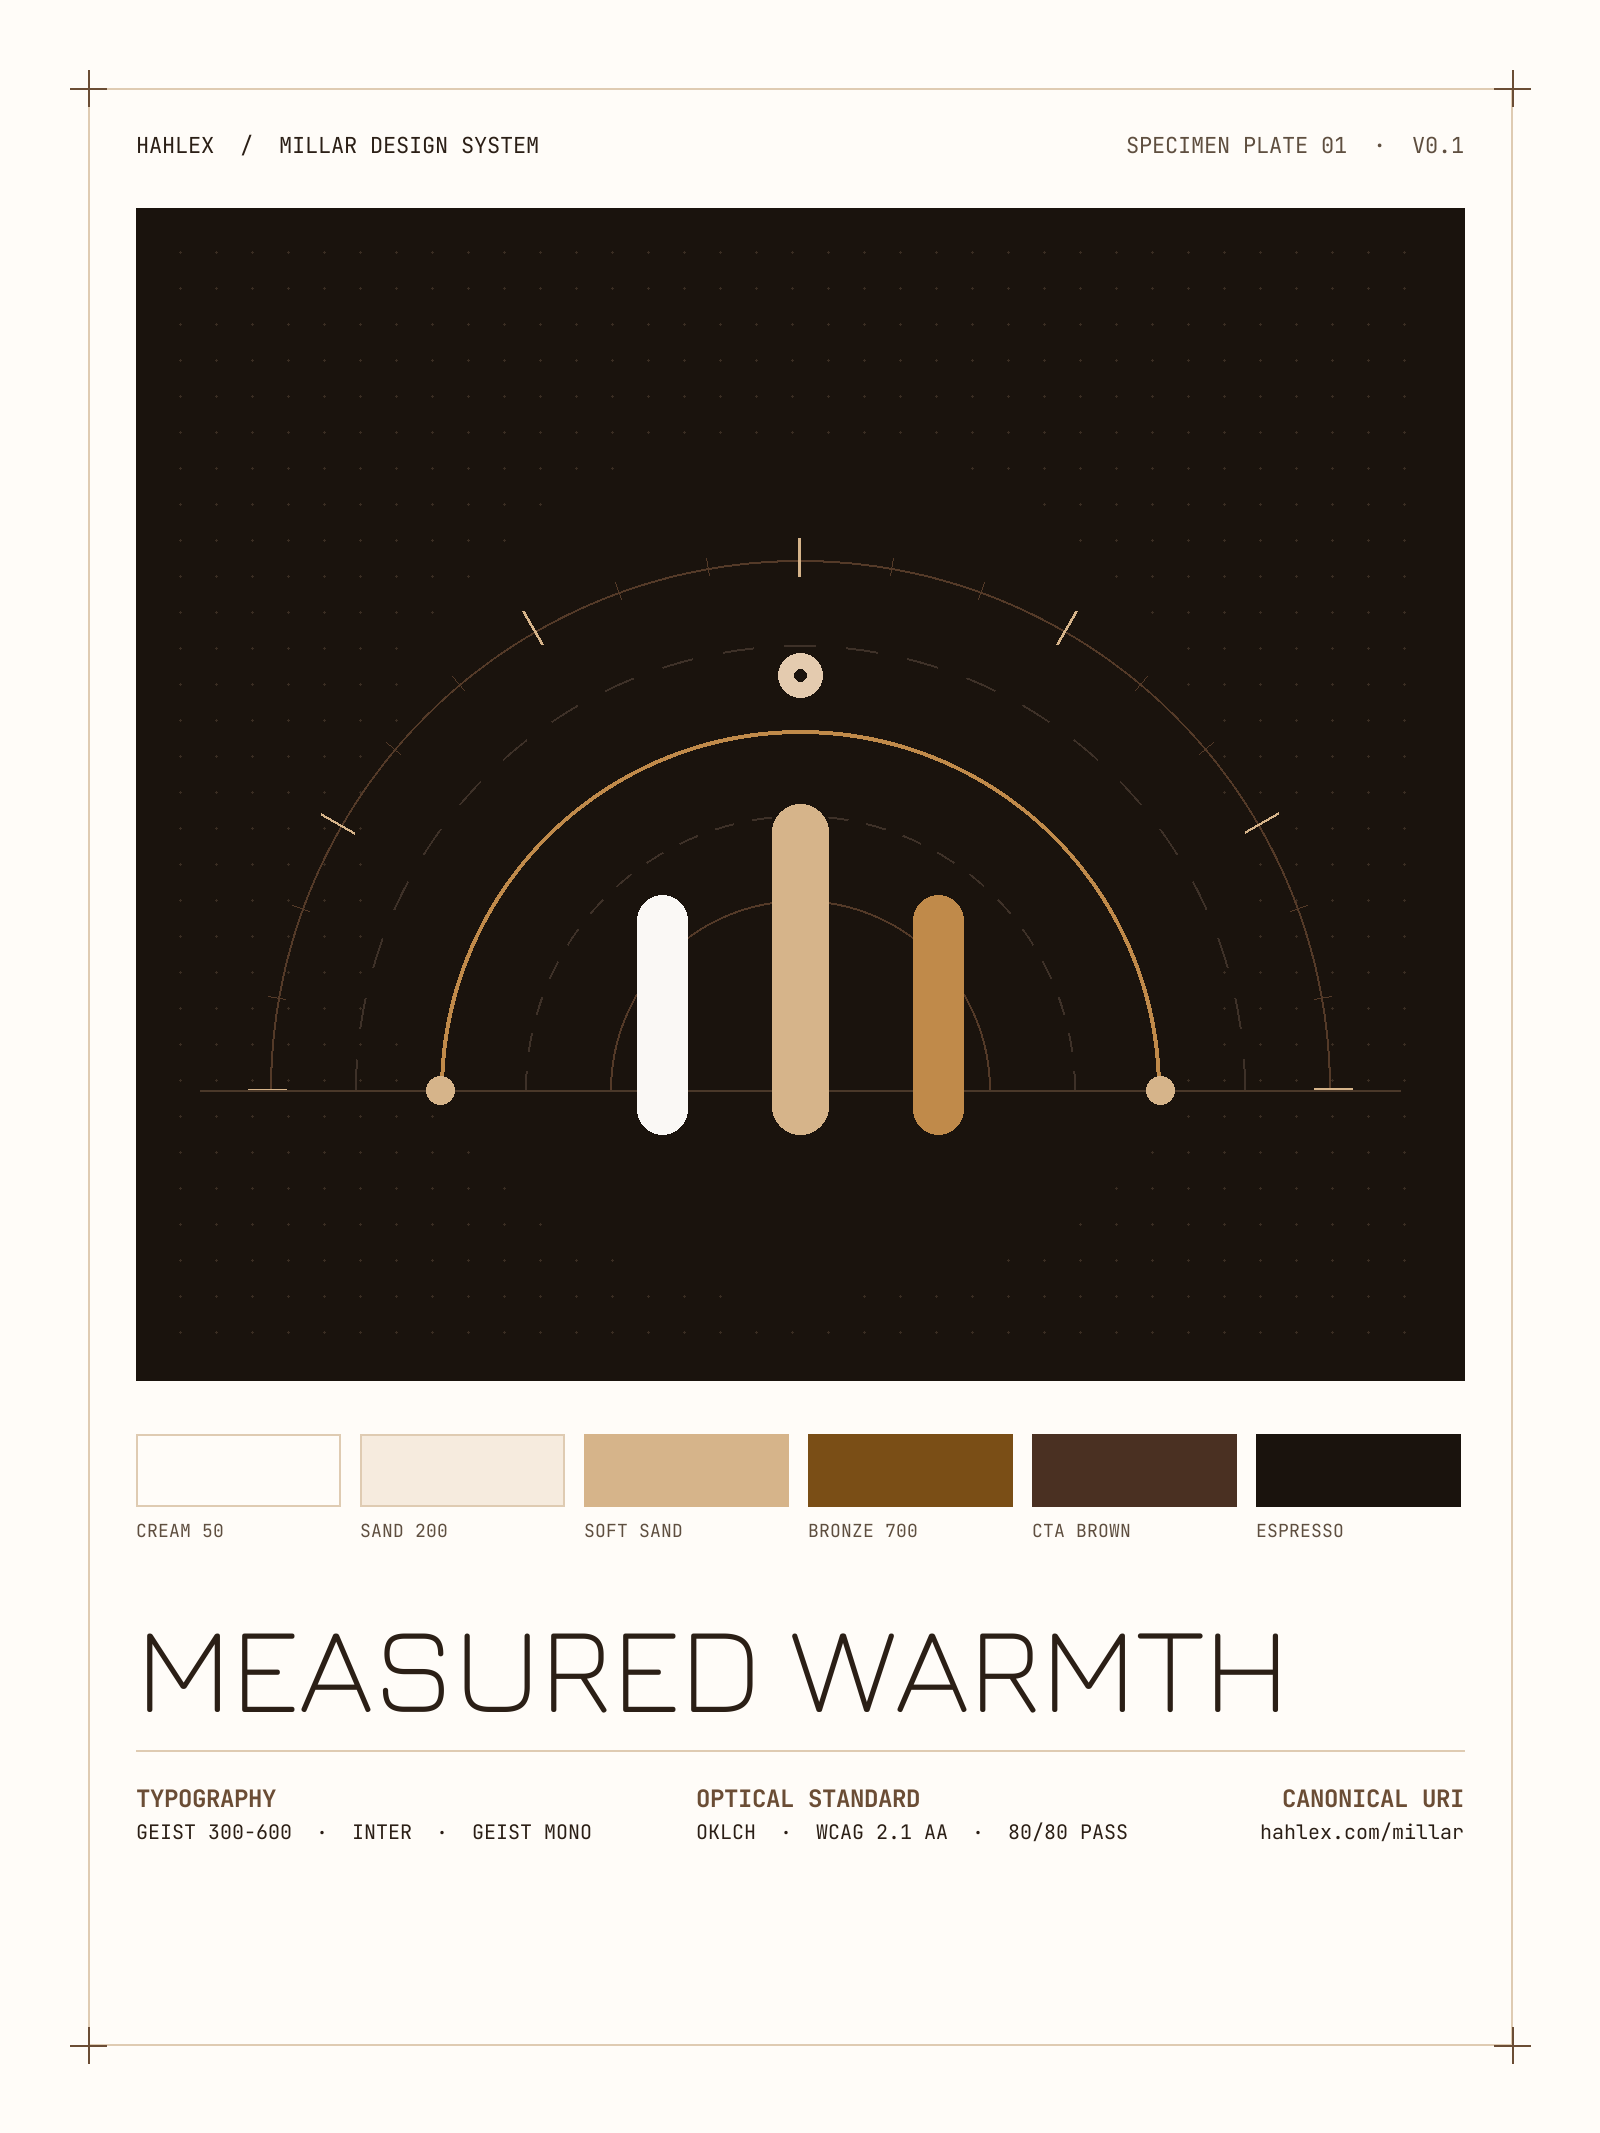 HAHLEX / MILLAR DESIGN SYSTEM
SPECIMEN PLATE 01 · V0.1
CREAM 50
SAND 200
SOFT SAND
BRONZE 700
CTA BROWN
ESPRESSO
MEASURED WARMTH
TYPOGRAPHY
GEIST 300-600 · INTER · GEIST MONO
OPTICAL STANDARD
OKLCH · WCAG 2.1 AA · 80/80 PASS
CANONICAL URI
hahlex.com/millar